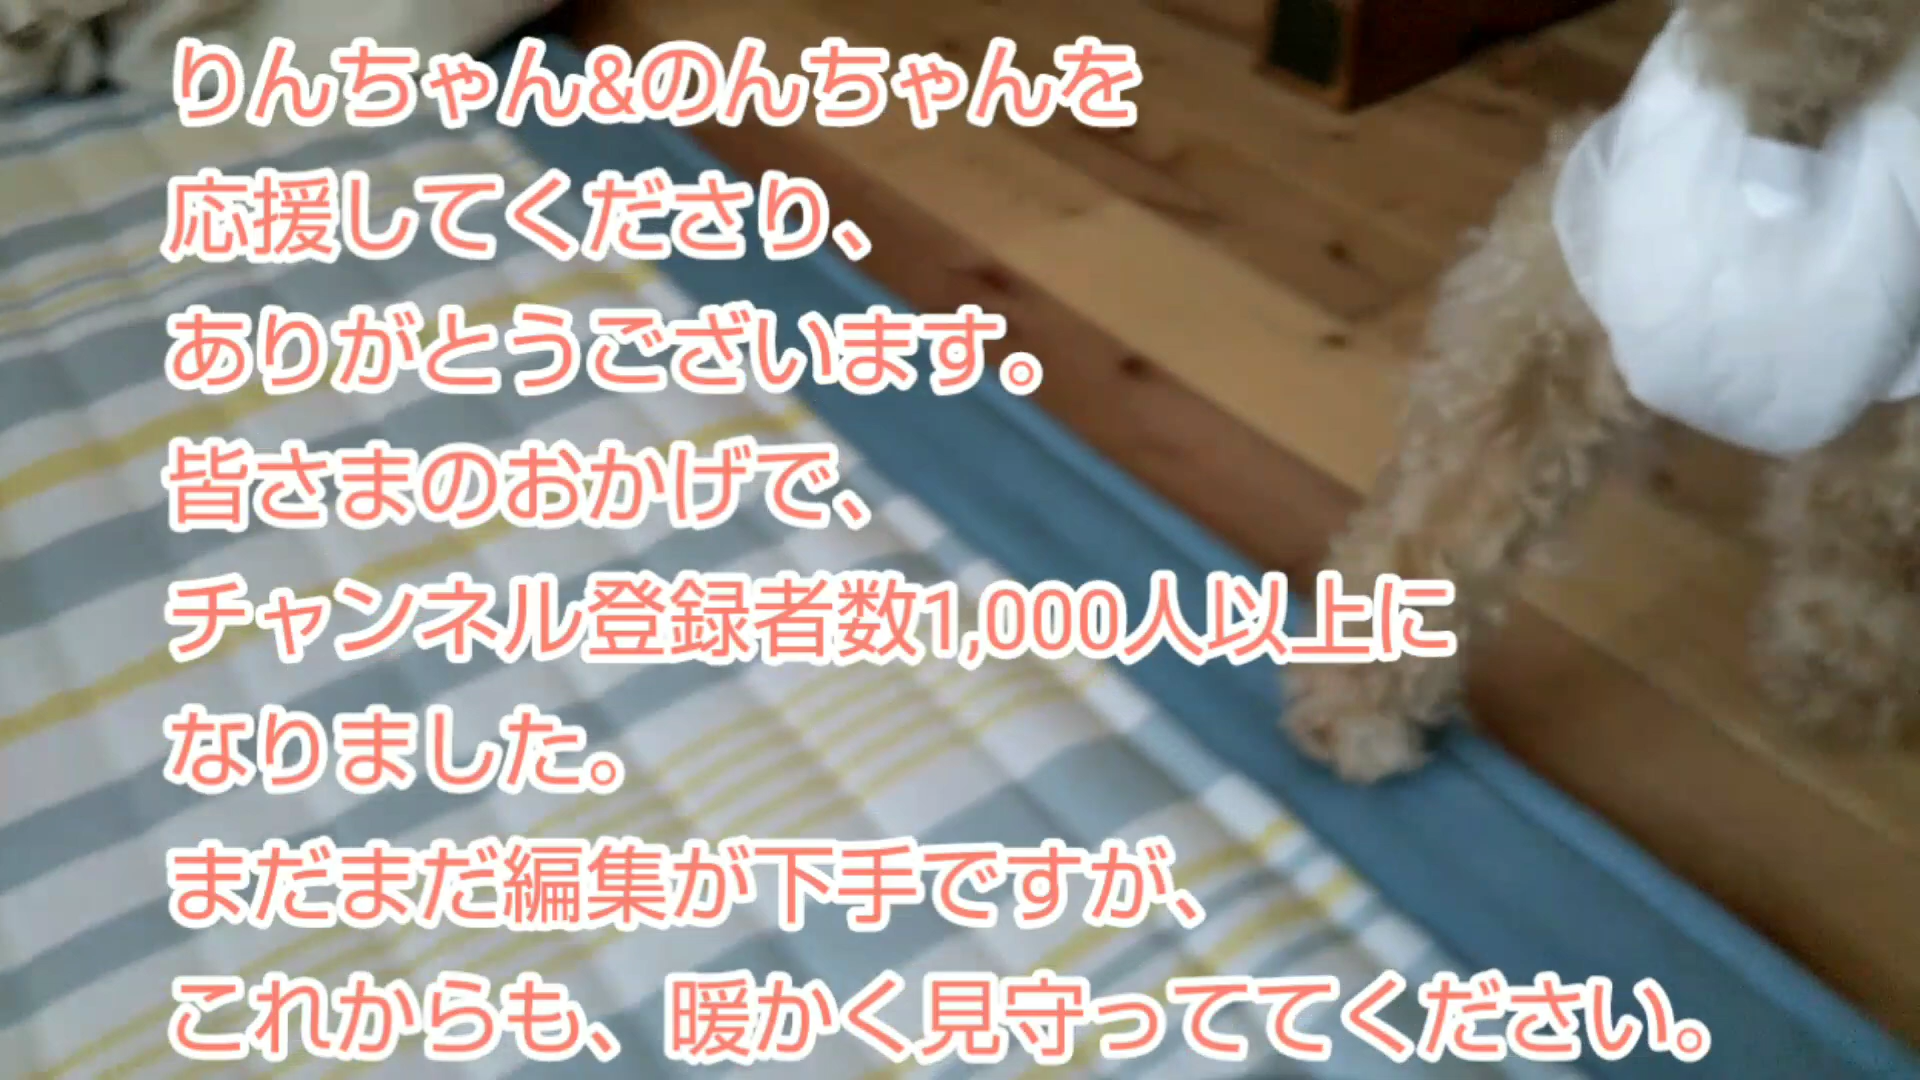 りんちゃん&のんちゃんを
応援してくださり、
ありがとうございます。
皆さまのおかげで、
チャンネル登録者数1,000人以上に
なりました。
まだまだ編集が下手ですが、
これからも、暖かく見守っててください。